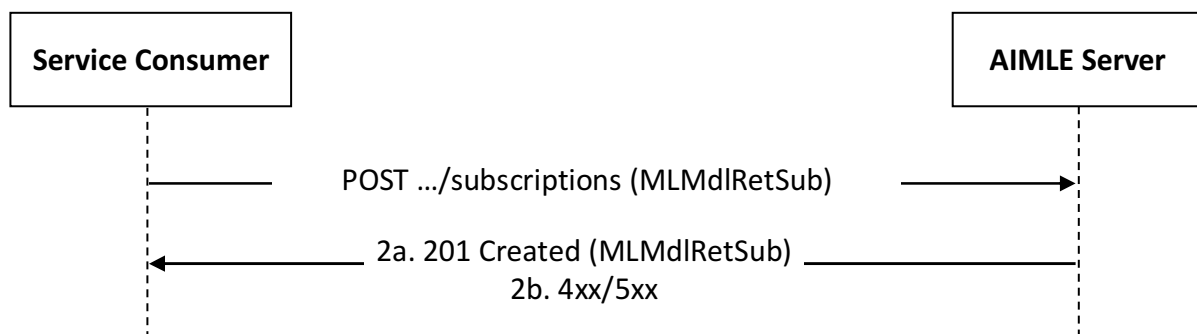 Service Consumer
AIMLE Server
POST .../subscriptions (MLMdlRetSub)
2a. 201 Created (MLMdlRetSub)
2b. 4xx/5xx